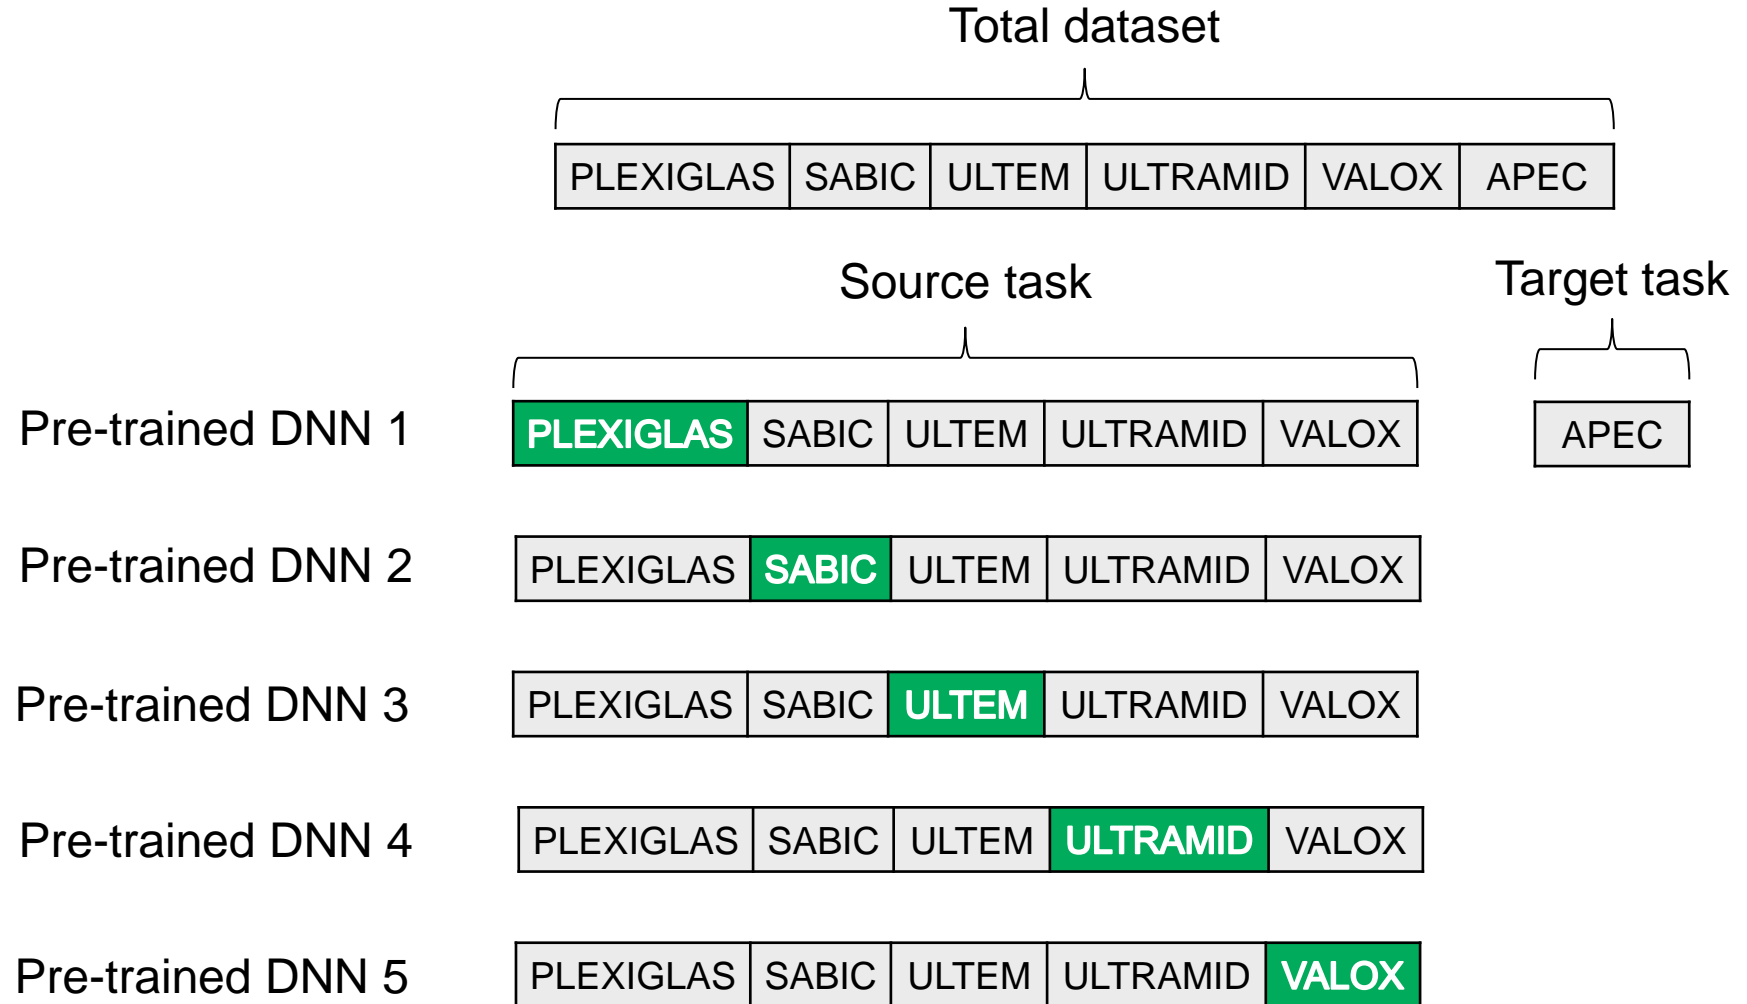 Total dataset
PLEXIGLAS SABIC ULTEM ULTRAMID VALOX APEC
Source task Target task
Pre-trained DNN 1 PLEXIGLAS SABIC ULTEM ULTRAMID VALOX APEC
Pre-trained DNN 2 PLEXIGLAS SABIC ULTEM ULTRAMID VALOX
Pre-trained DNN 3 PLEXIGLAS SABIC ULTEM ULTRAMID VALOX
Pre-trained DNN 4 PLEXIGLAS SABIC ULTEM ULTRAMID VALOX
Pre-trained DNN 5 PLEXIGLAS SABIC ULTEM ULTRAMID VALOX